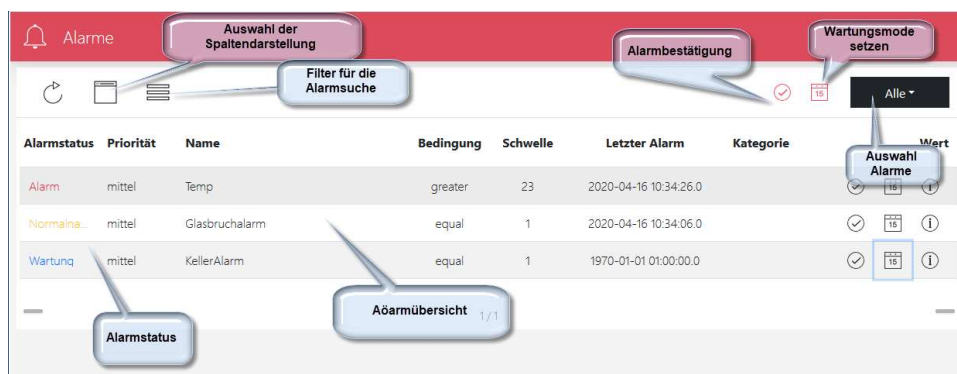 Alarme
Auswahl der
Spaltendarstellung
Alarmbestätigung
Wartungsmode
setzen
Filter für die
Alarmsuche
15
Alle
Alarmstatus Priorität Name Bedingung Schwelle Letzter Alarm Kategorie Wert
Auswahl
Alarme
Alarm mittel Temp greater 23 2020-04-16 10:34:26.0 15
Normalna... mittel Glasbruchalarm equal 1 2020-04-16 10:34:06.0 15
Wartung mittel KellerAlarm equal 1 1970-01-01 01:00:00.0 15
Aöarmübersicht 1/1
Alarmstatus